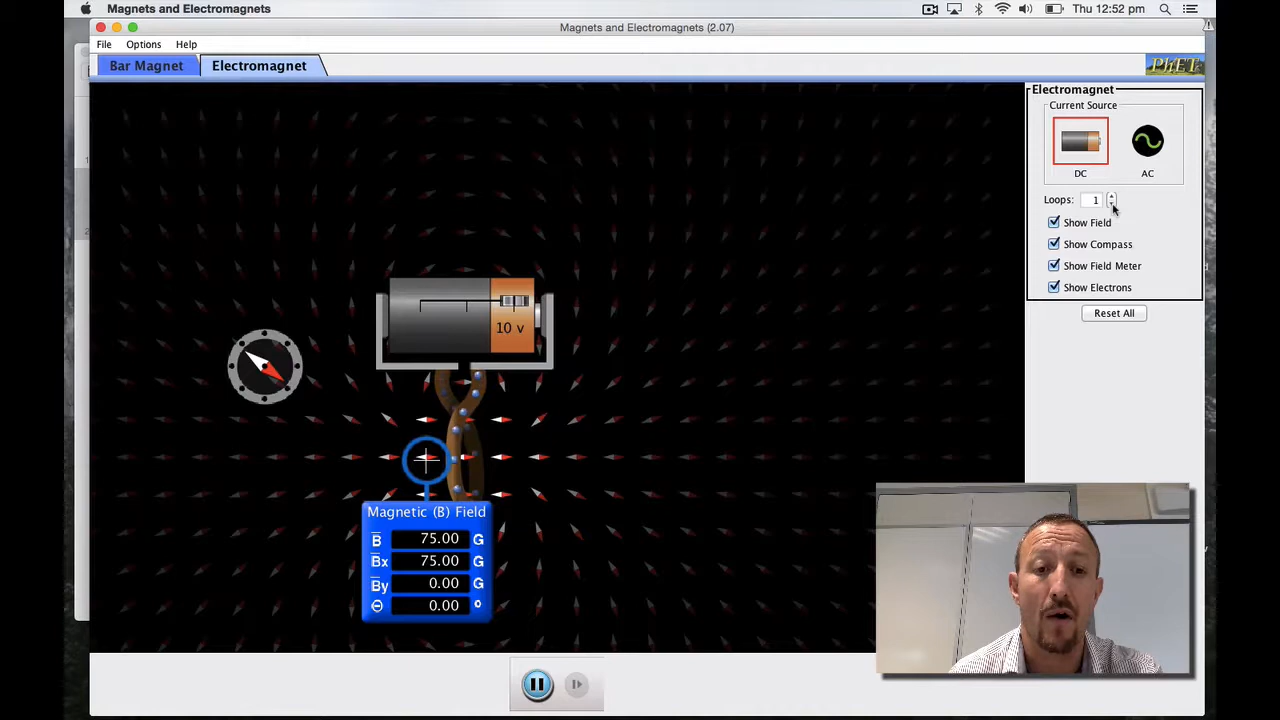 Magnets and Electromagnets
Thu 12:52 pm
Magnets and Electromagnets (2.07)
File Options Help
Bar Magnet Electromagnet
PhET
Electromagnet
Current Source
DC AC
Loops: 1
Show Field
Show Compass
Show Field Meter
Show Electrons
Reset All
10 v
Magnetic (B) Field
B 75.00 G
Bx 75.00 G
By 0.00 G
Θ 0.00 °